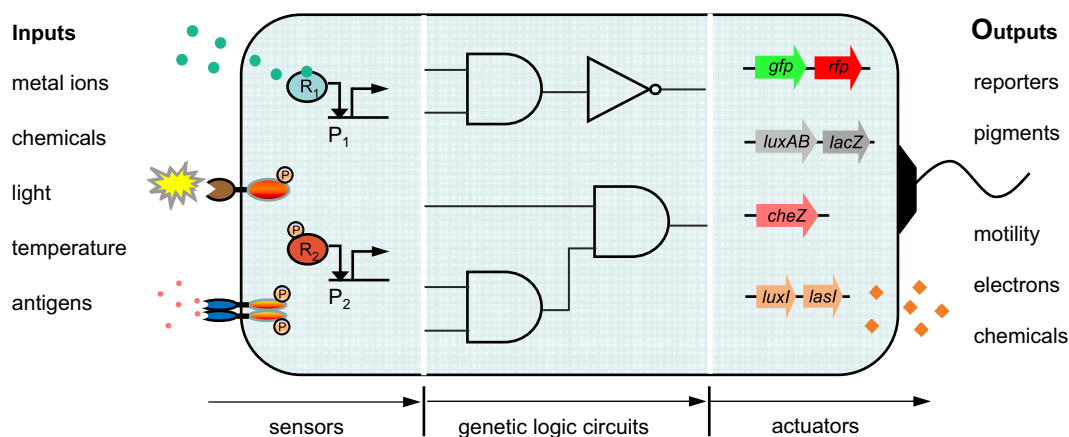 Inputs
metal ions
chemicals
light
temperature
antigens
R1
P1
P
P
R2
P2
P
P
gfp rfp
luxAB lacZ
cheZ
luxI lasI
Outputs
reporters
pigments
motility
electrons
chemicals
sensors
genetic logic circuits
actuators